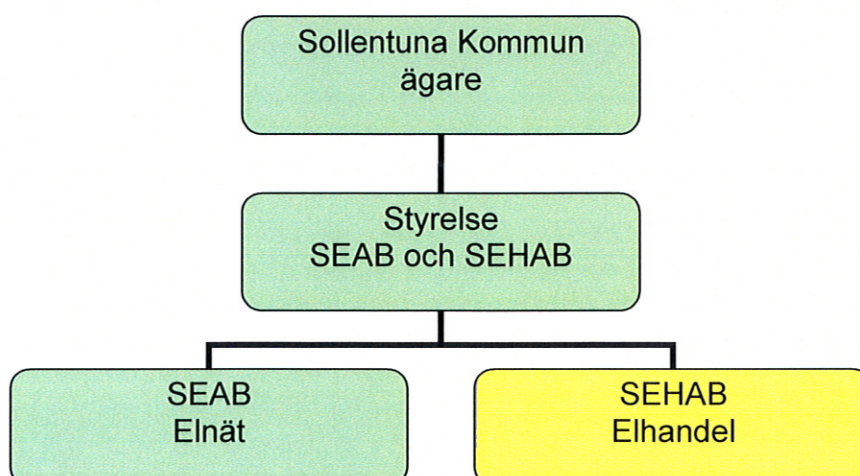 Sollentuna Kommun
ägare
Styrelse
SEAB och SEHAB
SEAB
Elnät
SEHAB
Elhandel